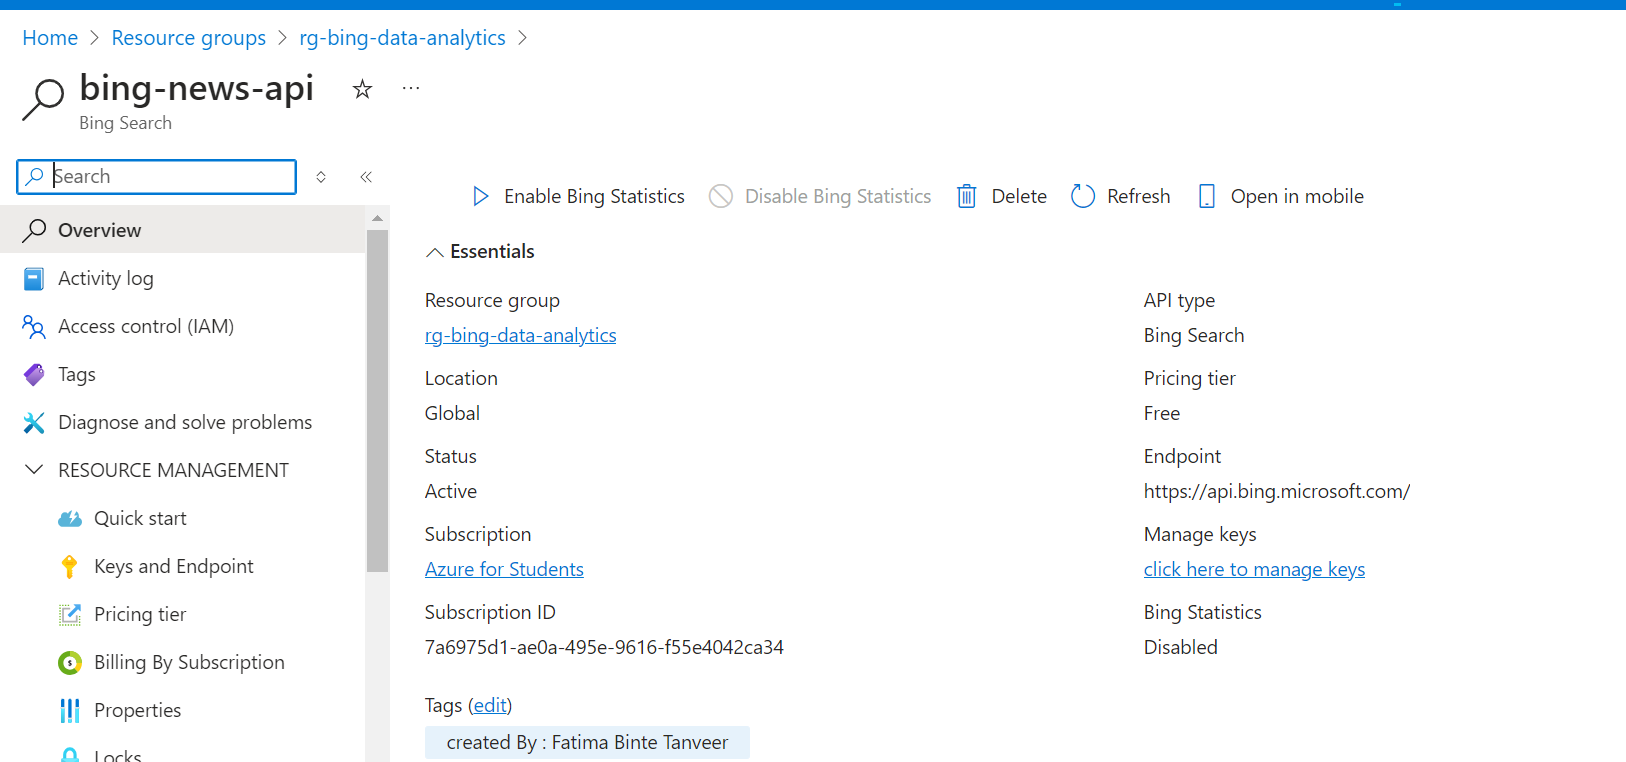 Home > Resource groups > rg-bing-data-analytics >
bing-news-api
Bing Search
Search
Overview
Activity log
Access control (IAM)
Tags
Diagnose and solve problems
RESOURCE MANAGEMENT
Quick start
Keys and Endpoint
Pricing tier
Billing By Subscription
Properties
Locks
Enable Bing Statistics Disable Bing Statistics Delete Refresh Open in mobile
Essentials
Resource group
rg-bing-data-analytics
Location
Global
Status
Active
Subscription
Azure for Students
Subscription ID
7a6975d1-ae0a-495e-9616-f55e4042ca34
API type
Bing Search
Pricing tier
Free
Endpoint
https://api.bing.microsoft.com/
Manage keys
click here to manage keys
Bing Statistics
Disabled
Tags (edit)
created By : Fatima Binte Tanveer